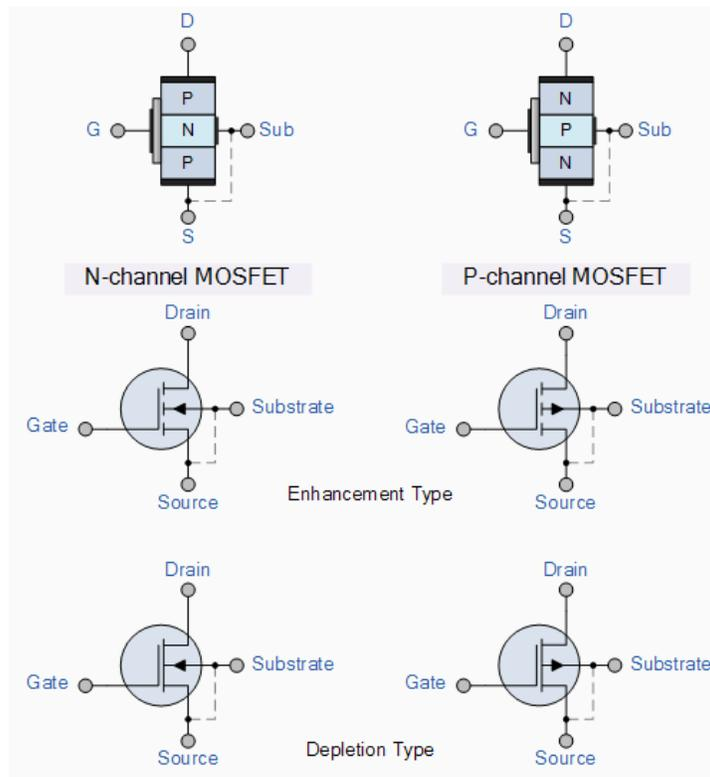 D D
P N
G N Sub G P Sub
P N
S S
N-channel MOSFET P-channel MOSFET
Drain Drain
Gate Substrate Gate Substrate
Source Enhancement Type Source
Drain Drain
Gate Substrate Gate Substrate
Source Depletion Type Source